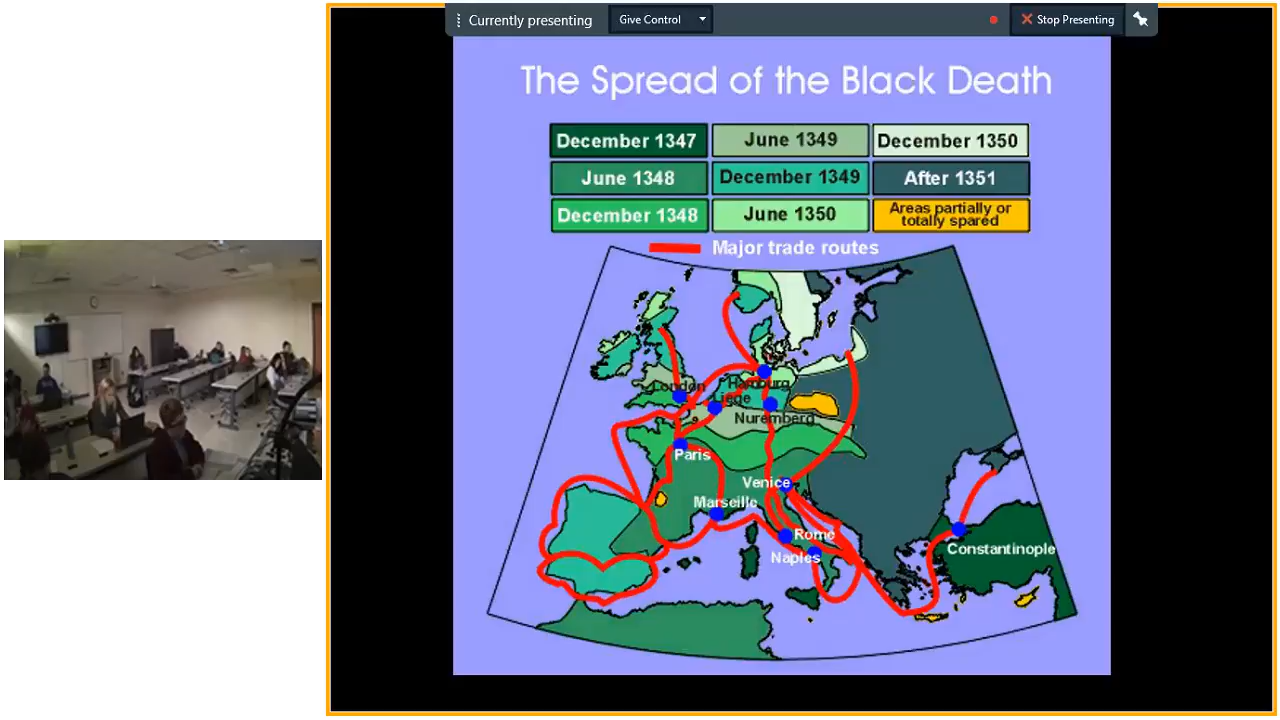 Currently presenting
Give Control
Stop Presenting
The Spread of the Black Death
December 1347
June 1349
December 1350
June 1348
December 1349
After 1351
December 1348
June 1350
Areas partially or
totally spared
Major trade routes
London
Hamburg
Liege
Nuremberg
Paris
Venice
Marseille
Rome
Naples
Constantinople